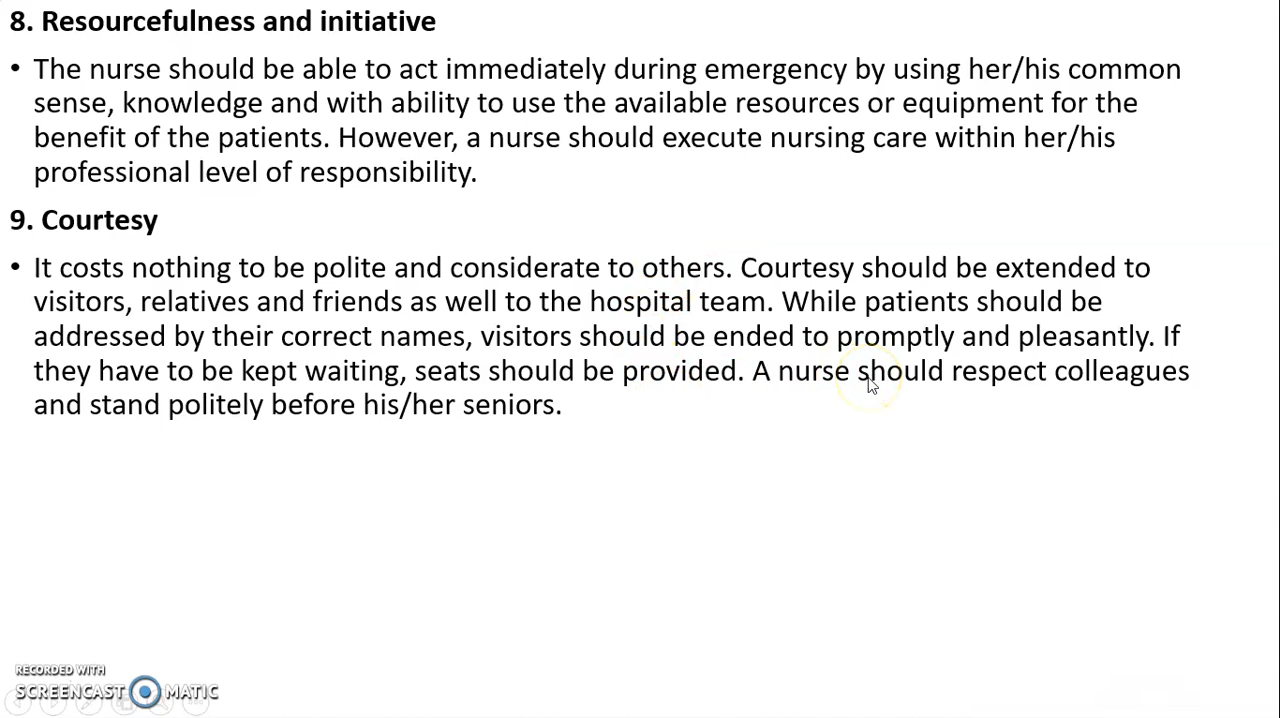 8. Resourcefulness and initiative
• The nurse should be able to act immediately during emergency by using her/his common
sense, knowledge and with ability to use the available resources or equipment for the
benefit of the patients. However, a nurse should execute nursing care within her/his
professional level of responsibility.
9. Courtesy
• It costs nothing to be polite and considerate to others. Courtesy should be extended to
visitors, relatives and friends as well to the hospital team. While patients should be
addressed by their correct names, visitors should be ended to promptly and pleasantly. If
they have to be kept waiting, seats should be provided. A nurse should respect colleagues
and stand politely before his/her seniors.
RECORDED WITH
SCREENCAST MATIC